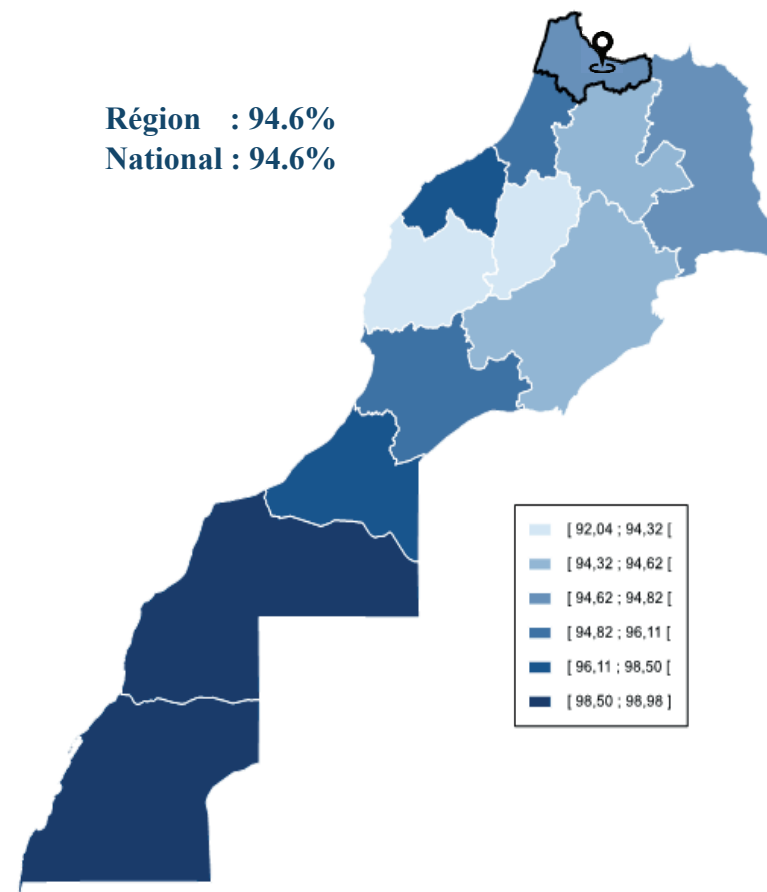 Région : 94.6%
National : 94.6%
[ 92,04 ; 94,32 [
[ 94,32 ; 94,62 [
[ 94,62 ; 94,82 [
[ 94,82 ; 96,11 [
[ 96,11 ; 98,50 [
[ 98,50 ; 98,98 ]